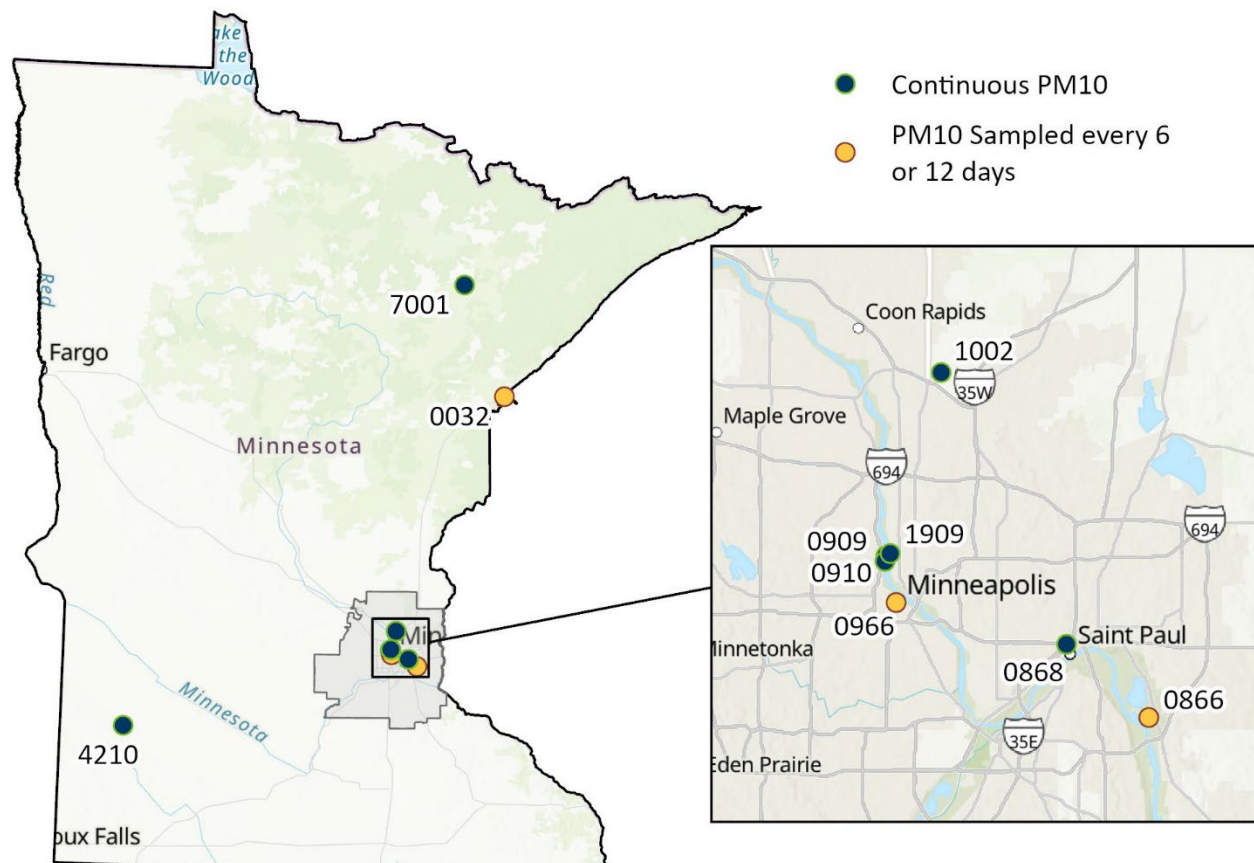 ake
the
Wood
Continuous PM10
PM10 Sampled every 6
or 12 days
7001
Red
Fargo
0032
Minnesota
Min
Minnesota
4210
oux Falls
Coon Rapids
1002
35W
Maple Grove
694
694
0909
1909
0910
Minneapolis
0966
Saint Paul
Minnetonka
0868
0866
35E
Eden Prairie